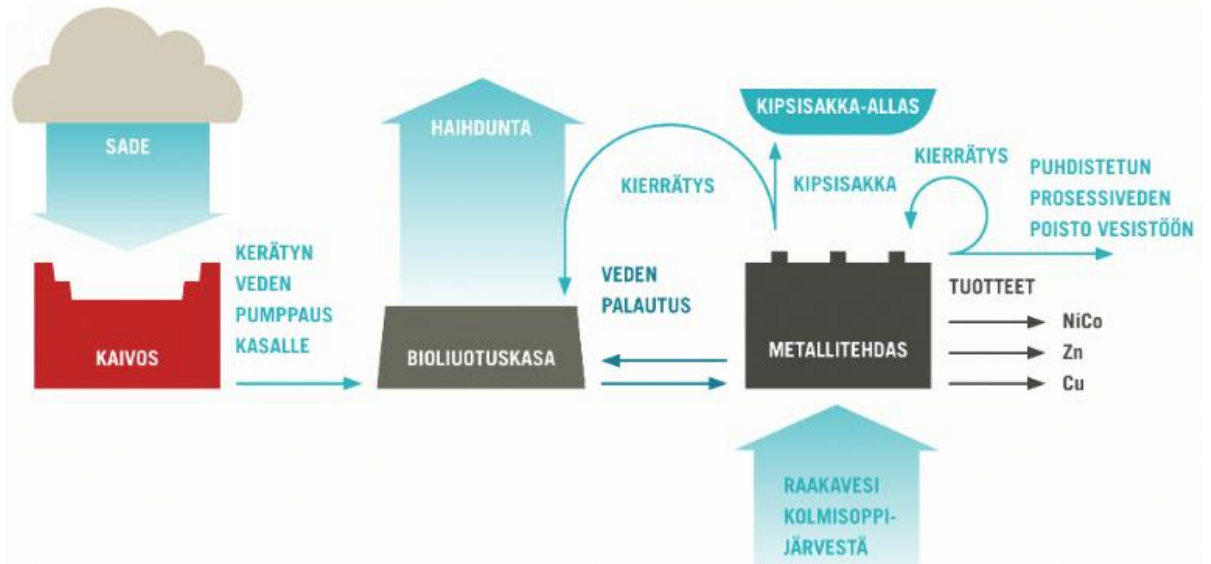 SADE
HAIHDUNTA
KIPSISAKKA-ALLAS
KIERRÄTYS
KIPSISAKKA
KIERRÄTYS
PUHDISTETUN
PROSESSIVEDEN
POISTO VESISTÖÖN
KERÄTYN
VEDEN
PUMPPAUS
KASALLE
VEDEN
PALAUTUS
TUOTTEET
NiCo
Zn
Cu
KAIVOS
BIOLIUOTUSKASA
METALLITEHDAS
RAAKAVESI
KOLMISOPPI-
JÄRVESTÄ